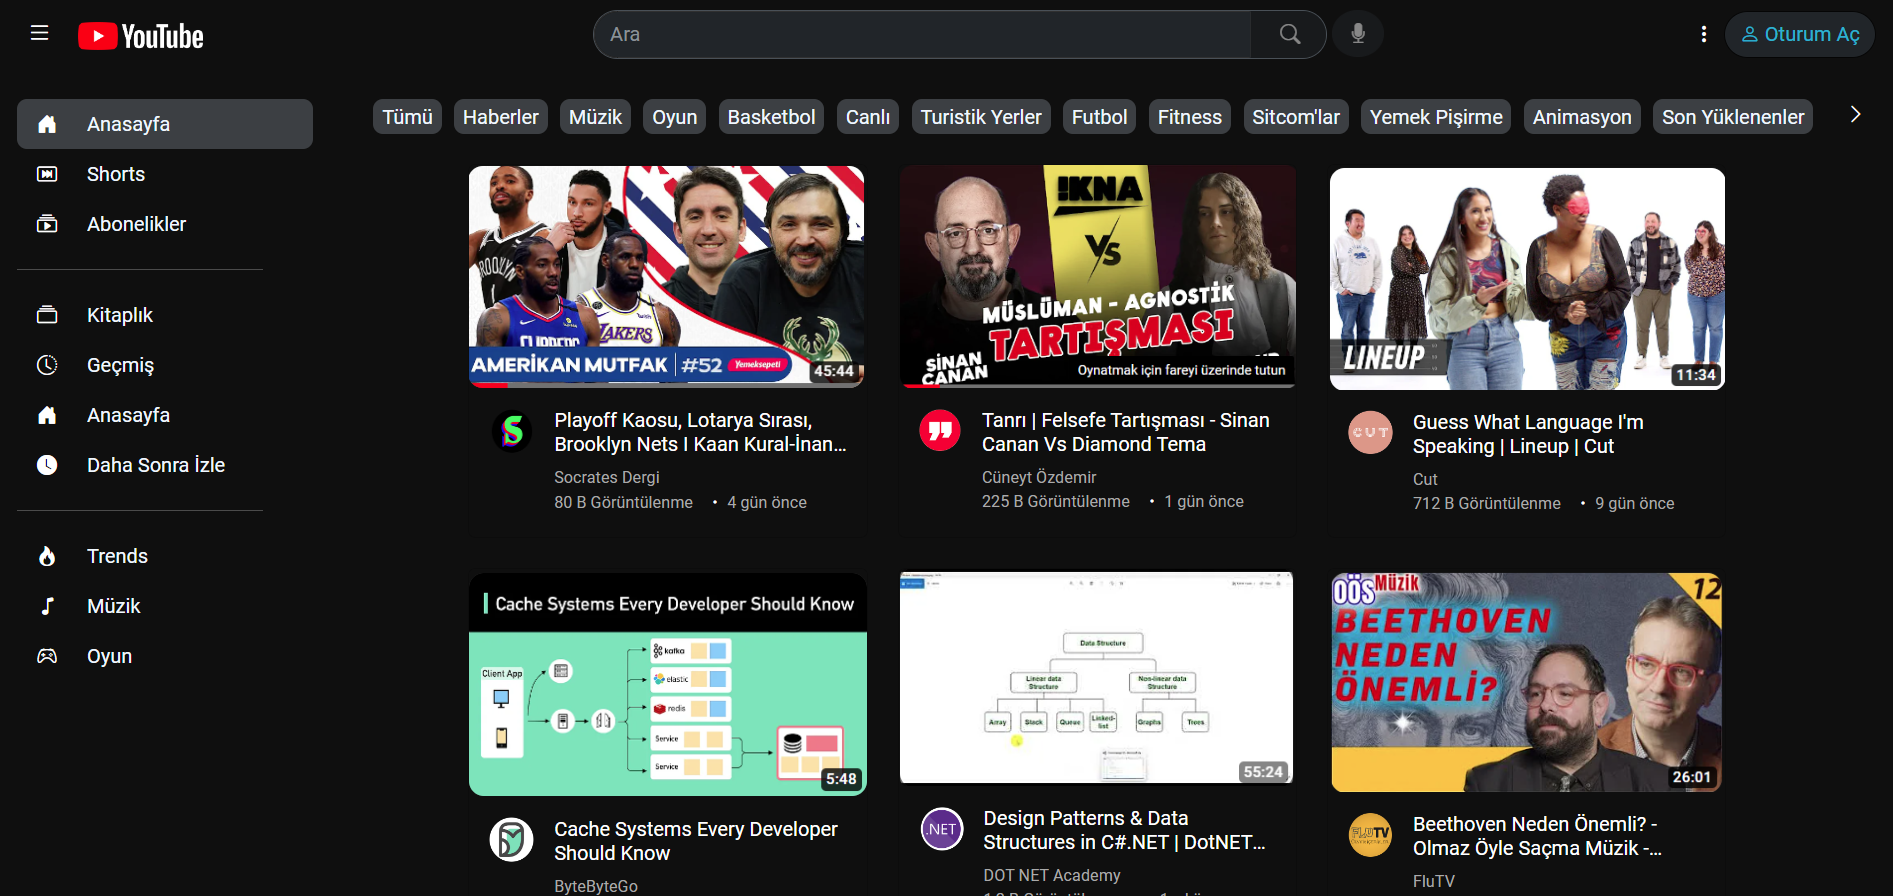 YouTube
Ara
Oturum Aç
Anasayfa
Shorts
Abonelikler
Kitaplık
Geçmiş
Anasayfa
Daha Sonra İzle
Trends
Müzik
Oyun
Tümü
Haberler
Müzik
Oyun
Basketbol
Canlı
Turistik Yerler
Futbol
Fitness
Sitcom'lar
Yemek Pişirme
Animasyon
Son Yüklenenler
BROOKLYN
CLIPPERS
LAKERS
AMERİKAN MUTFAK #52 Yemeksepeti
45:44
Playoff Kaosu, Lotarya Sırası,
Brooklyn Nets I Kaan Kural-İnan...
Socrates Dergi
80 B Görüntülenme • 4 gün önce
VS
MÜSLÜMAN - AGNOSTİK
TARTIŞMASI
SİNAN
CANAN
Oynatmak için fareyi üzerinde tutun
Tanrı | Felsefe Tartışması - Sinan
Canan Vs Diamond Tema
Cüneyt Özdemir
225 B Görüntülenme • 1 gün önce
LINEUP
11:34
CUT
Guess What Language I'm
Speaking | Lineup | Cut
Cut
712 B Görüntülenme • 9 gün önce
Cache Systems Every Developer Should Know
Client App
kafka
elastic
redis
Service
Service
5:48
Cache Systems Every Developer
Should Know
ByteByteGo
Data Structure
Linear data
Structure
Non-linear data
Structure
Array
Stack
Queue
Linked-
list
Graphs
Trees
55:24
.NET
Design Patterns & Data
Structures in C#.NET | DotNET...
DOT NET Academy
OÖS Müzik
12
BEETHOVEN
NEDEN
ÖNEMLİ?
26:01
FLUTV
Beethoven Neden Önemli? -
Olmaz Öyle Saçma Müzik -...
FluTV